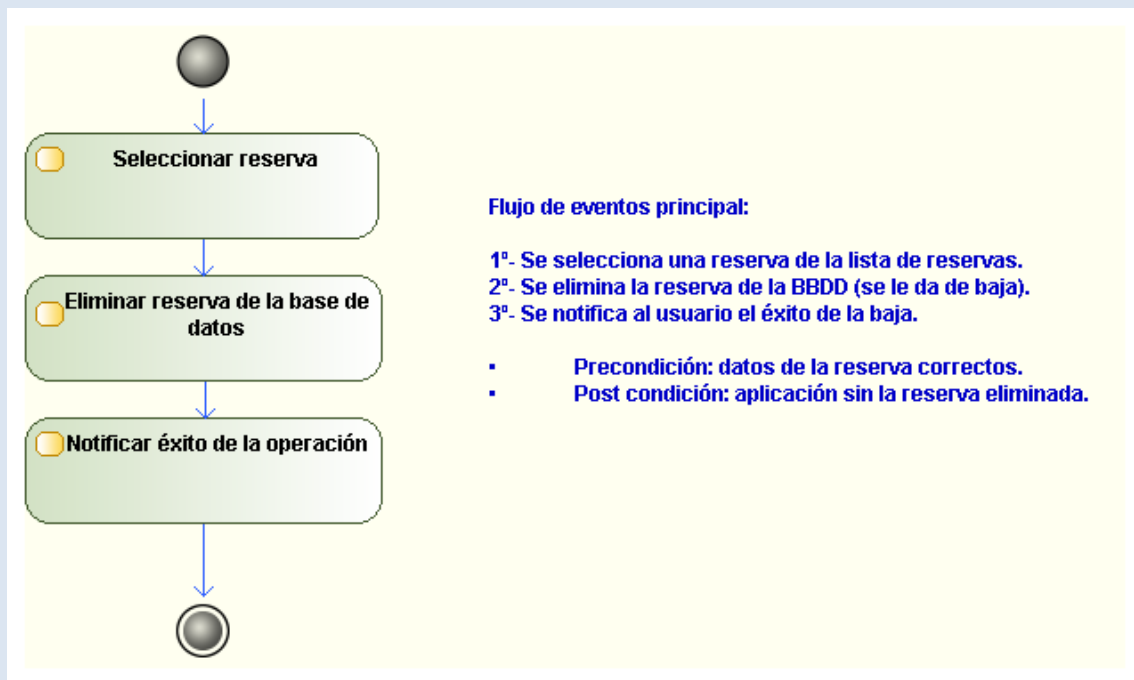 Seleccionar reserva
Eliminar reserva de la base de
datos
Notificar éxito de la operación
Flujo de eventos principal:
1º- Se selecciona una reserva de la lista de reservas.
2º- Se elimina la reserva de la BBDD (se le da de baja).
3º- Se notifica al usuario el éxito de la baja.
▪ Precondición: datos de la reserva correctos.
▪ Post condición: aplicación sin la reserva eliminada.